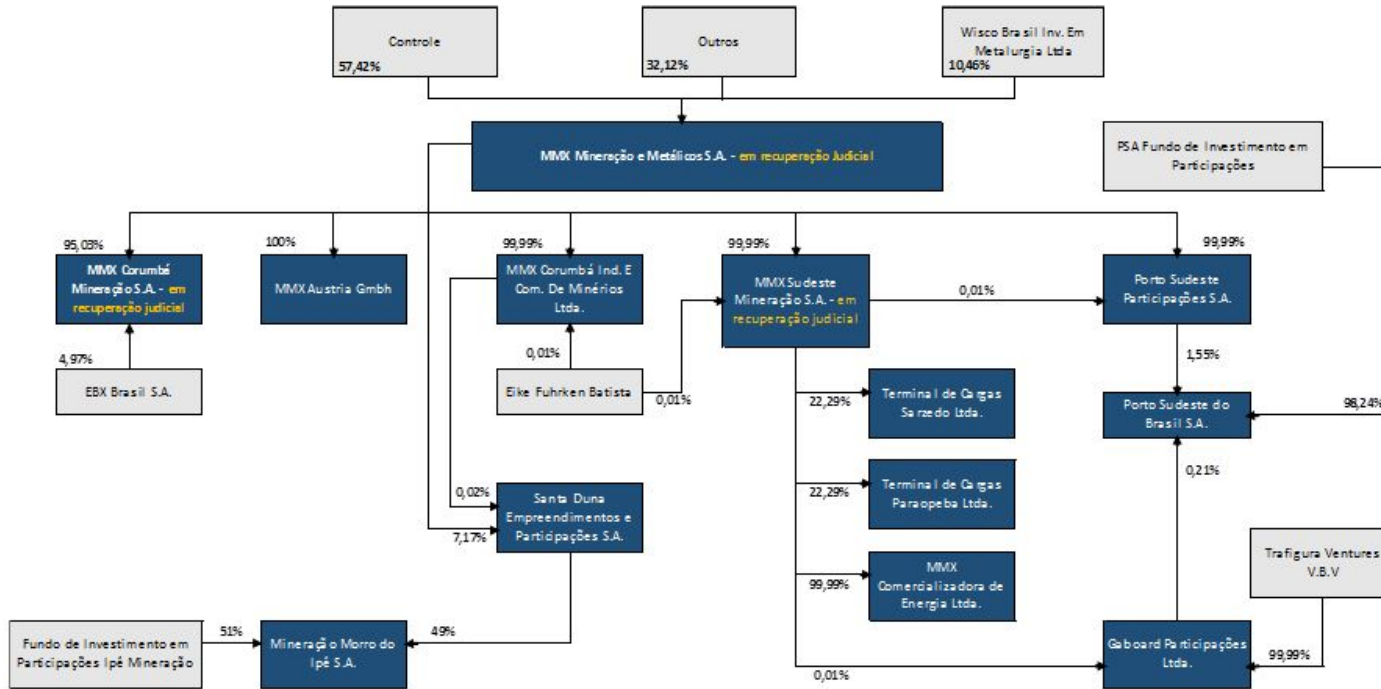 Controle
57,42%
Outros
32,12%
Wisco Brasil Inv. Em
Metalurgia Ltda
10,46%
MMX Mineração e Metálicos S.A. - em recuperação Judicial
PSA Fundo de Investimento em
Participações
95,03%
100%
99,99%
99,99%
99,99%
MMX Corumbá
Mineração S.A. - em
recuperação judicial
MMX Austria Gmbh
MMX Corumbá Ind. E
Com. De Minérios
Ltda.
MMX Sudeste
Mineração S.A. - em
recuperação judicial
0,01%
Porto Sudeste
Participações S.A.
4,97%
0,01%
1,55%
EBX Brasil S.A.
Eike Fuhrken Batista
0,01%
22,29%
Terminal de Cargas
Sarzedo Ltda.
Porto Sudeste do
Brasil S.A.
98,24%
0,21%
0,02%
7,17%
Santa Duna
Empreendimentos e
Participações S.A.
22,29%
Terminal de Cargas
Paraopeba Ltda.
99,99%
MMX
Comercializadora de
Energia Ltda.
Trafigura Ventures
V.B.V
Fundo de Investimento em
Participações Ipê Mineração
51%
Mineração Morro do
Ipê S.A.
49%
0,01%
Gaboard Participações
Ltda.
99,99%